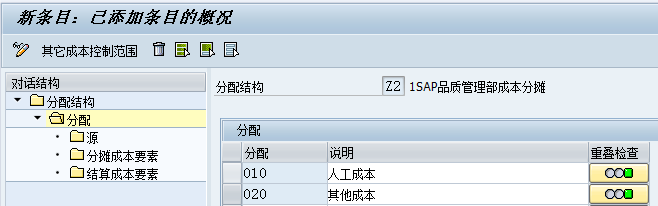 新条目：已添加条目的概况
其它成本控制范围
对话结构
分配结构
分配
源
分摊成本要素
结算成本要素
分配结构 Z2 1SAP品质管理部成本分摊
分配
分配 说明 重叠检查
010 人工成本
020 其他成本